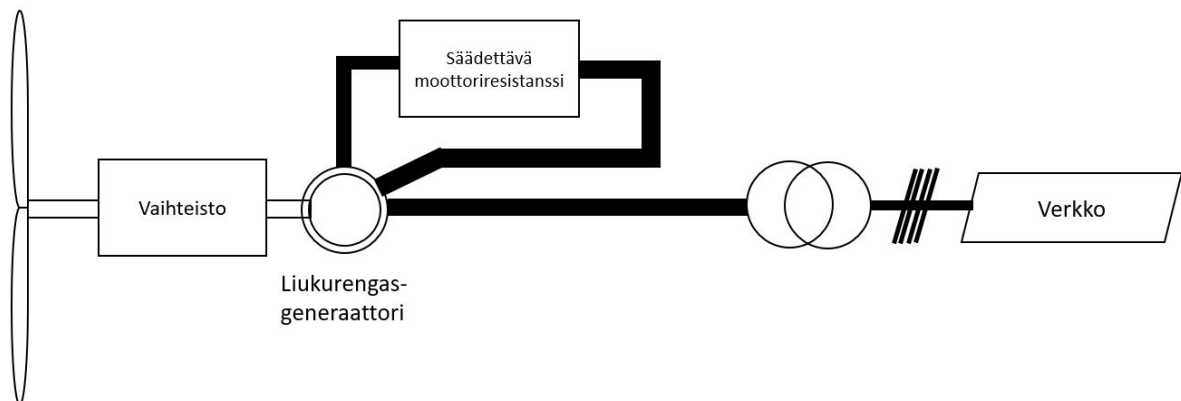 Säädettävä
moottoriresistanssi
Vaihteisto
Verkko
Liukurengas-
generaattori